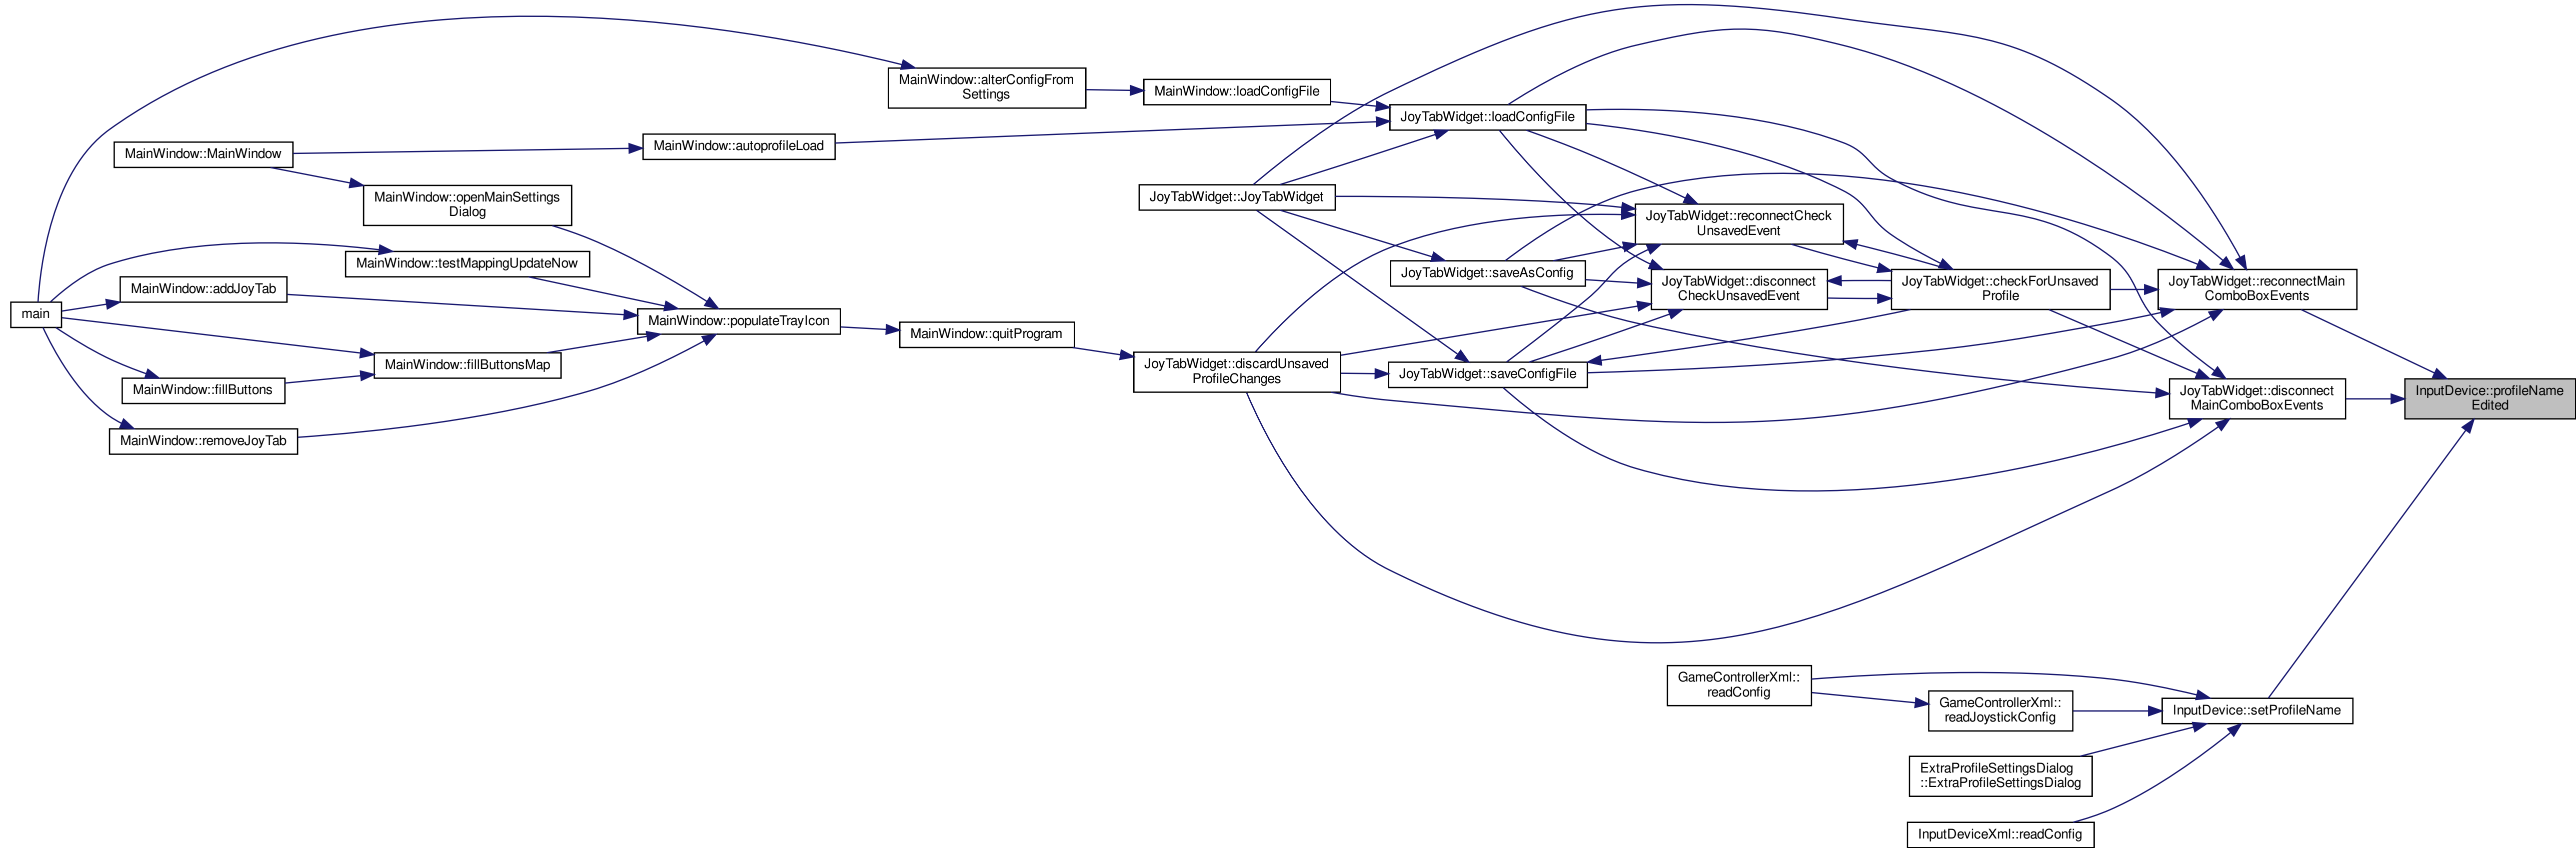 MainWindow::alterConfigFrom
Settings
MainWindow::loadConfigFile
JoyTabWidget::loadConfigFile
MainWindow::MainWindow
MainWindow::autoprofileLoad
MainWindow::openMainSettings
Dialog
JoyTabWidget::JoyTabWidget
JoyTabWidget::reconnectCheck
UnsavedEvent
MainWindow::testMappingUpdateNow
JoyTabWidget::saveAsConfig
JoyTabWidget::disconnect
CheckUnsavedEvent
JoyTabWidget::checkForUnsaved
Profile
JoyTabWidget::reconnectMain
ComboBoxEvents
MainWindow::addJoyTab
main
MainWindow::populateTrayIcon
MainWindow::quitProgram
MainWindow::fillButtonsMap
JoyTabWidget::discardUnsaved
ProfileChanges
JoyTabWidget::saveConfigFile
MainWindow::fillButtons
JoyTabWidget::disconnect
MainComboBoxEvents
InputDevice::profileName
Edited
MainWindow::removeJoyTab
GameControllerXml::
readConfig
GameControllerXml::
readJoystickConfig
InputDevice::setProfileName
ExtraProfileSettingsDialog
::ExtraProfileSettingsDialog
InputDeviceXml::readConfig